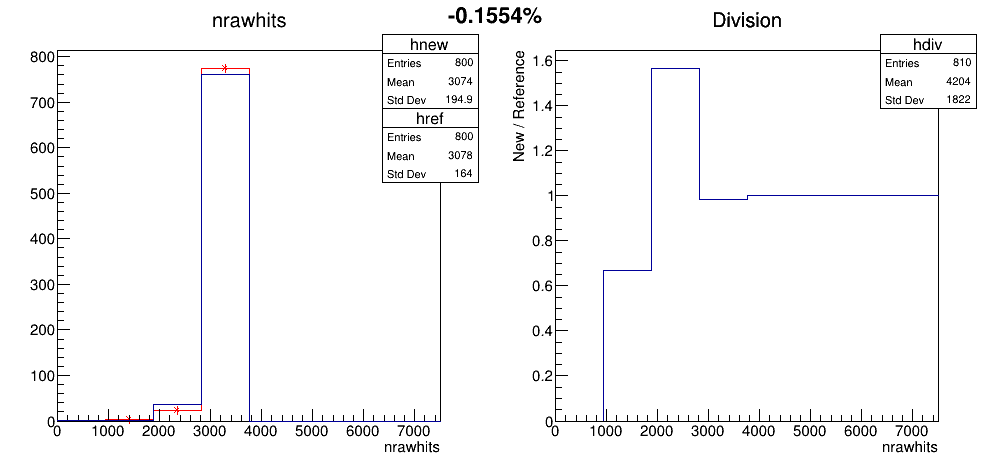 -0.1554%
nrawhits
hnew
Entries 800
Mean 3074
Std Dev 194.9
href
Entries 800
Mean 3078
Std Dev 164
800
700
600
500
400
300
200
100
0
0 1000 2000 3000 4000 5000 6000 7000
nrawhits
Division
hdiv
Entries 810
Mean 4204
Std Dev 1822
New / Reference
1.6
1.4
1.2
1
0.8
0.6
0.4
0.2
0
0 1000 2000 3000 4000 5000 6000 7000
nrawhits